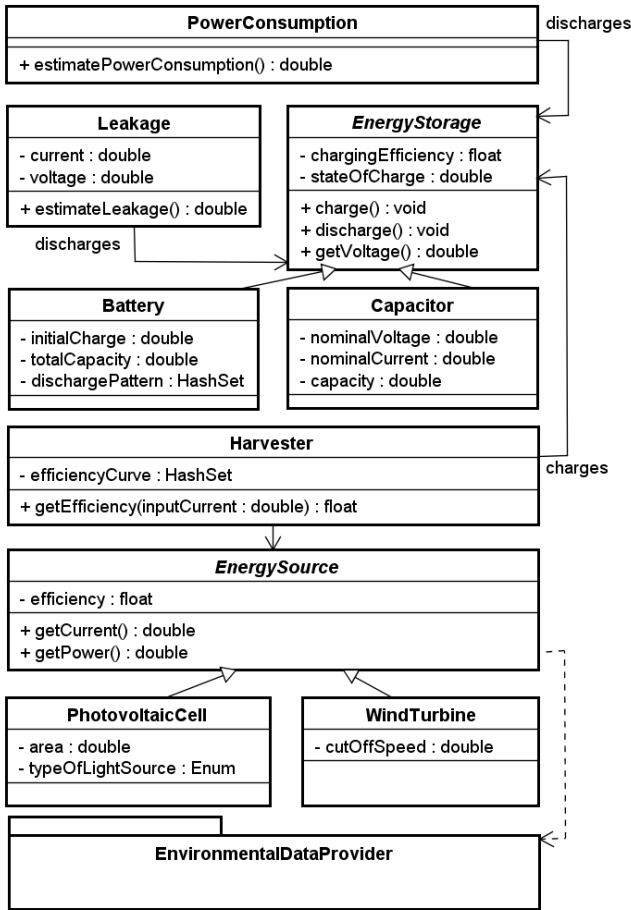 PowerConsumption
discharges
+ estimatePowerConsumption() : double
Leakage
- current : double
- voltage : double
+ estimateLeakage() : double
discharges
EnergyStorage
- chargingEfficiency : float
- stateOfCharge : double
+ charge() : void
+ discharge() : void
+ getVoltage() : double
Battery
- initialCharge : double
- totalCapacity : double
- dischargePattern : HashSet
Capacitor
- nominalVoltage : double
- nominalCurrent : double
- capacity : double
Harvester
- efficiencyCurve : HashSet
+ getEfficiency(inputCurrent : double) : float
charges
EnergySource
- efficiency : float
+ getCurrent() : double
+ getPower() : double
PhotovoltaicCell
- area : double
- typeOfLightSource : Enum
WindTurbine
- cutOffSpeed : double
EnvironmentalDataProvider